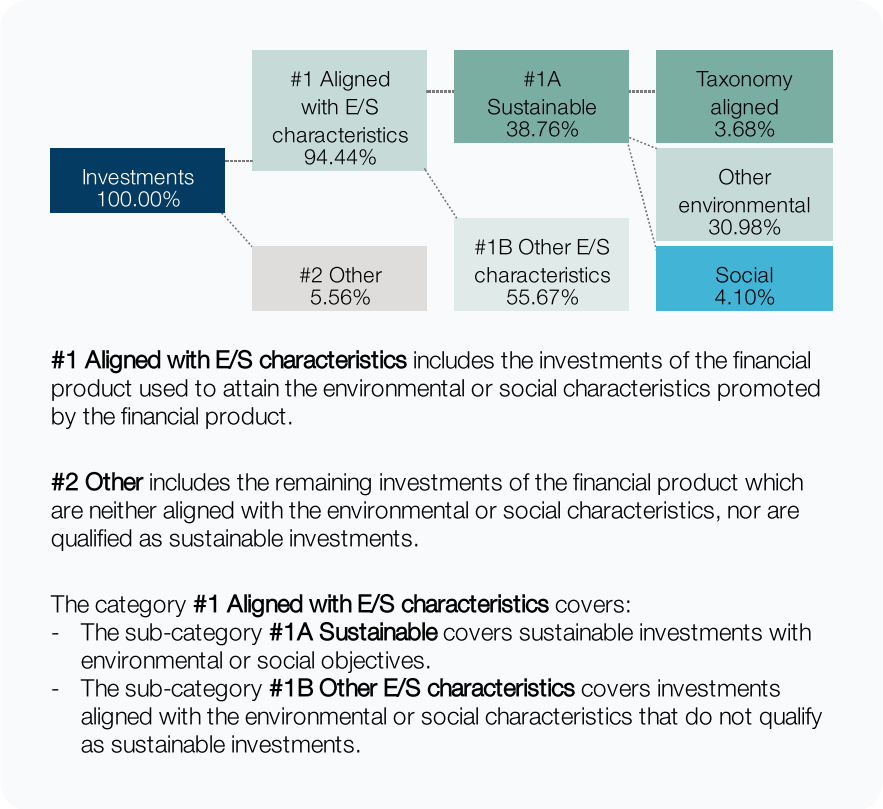 #1 Aligned
with E/S
characteristics
94.44%
#1A
Sustainable
38.76%
Taxonomy
aligned
3.68%
Investments
100.00%
Other
environmental
30.98%
#1B Other E/S
characteristics
55.67%
#2 Other
5.56%
Social
4.10%
#1 Aligned with E/S characteristics includes the investments of the financial
product used to attain the environmental or social characteristics promoted
by the financial product.
#2 Other includes the remaining investments of the financial product which
are neither aligned with the environmental or social characteristics, nor are
qualified as sustainable investments.
The category #1 Aligned with E/S characteristics covers:
- The sub-category #1A Sustainable covers sustainable investments with
environmental or social objectives.
- The sub-category #1B Other E/S characteristics covers investments
aligned with the environmental or social characteristics that do not qualify
as sustainable investments.